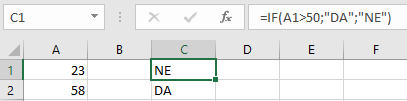 C1 fx =IF(A1>50;"DA";"NE")
A B C D E F
1 23 NE
2 58 DA